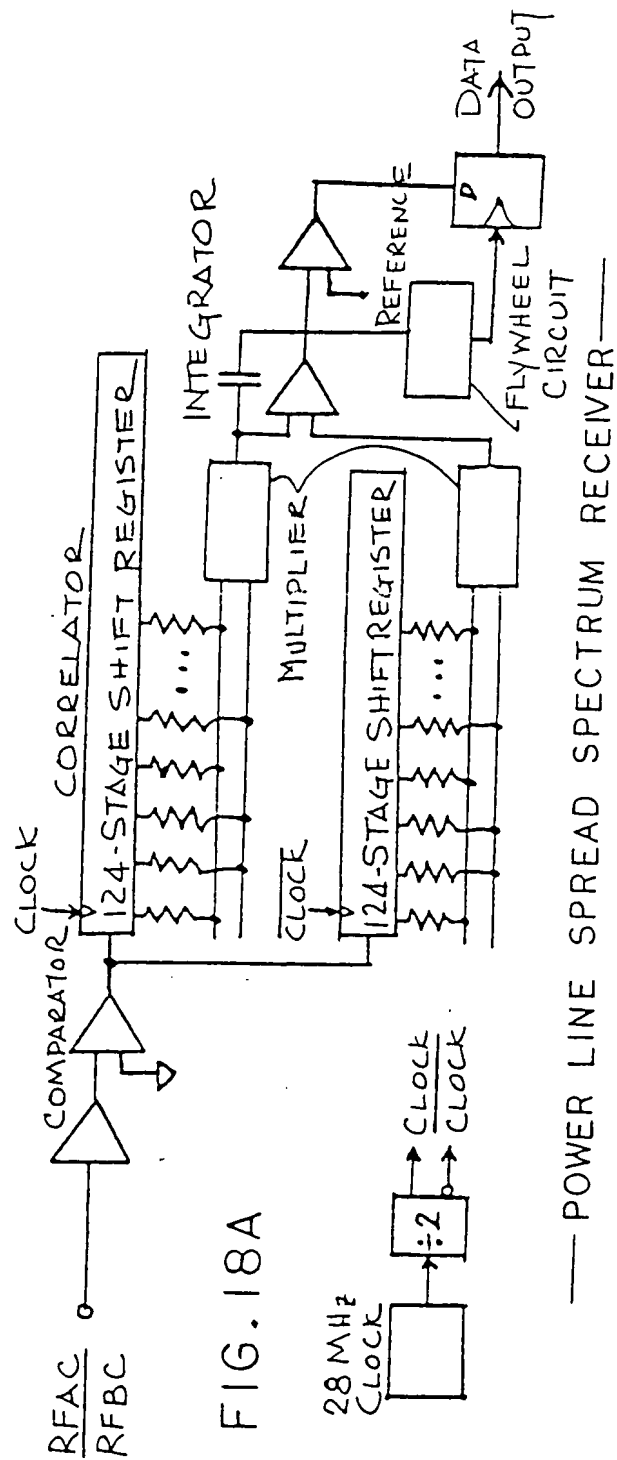 RFAC
RFBC
COMPARATOR
CLOCK
CORRELATOR
124-STAGE SHIFT REGISTER
INTEGRATOR
MULTIPLIER
CLOCK
124-STAGE SHIFTREGISTER
REFERENCE
D
DATA
OUTPUT
FLYWHEEL
CIRCUIT
FIG. 18A
28 MHz
CLOCK
÷2
CLOCK
CLOCK
POWER LINE SPREAD SPECTRUM RECEIVER